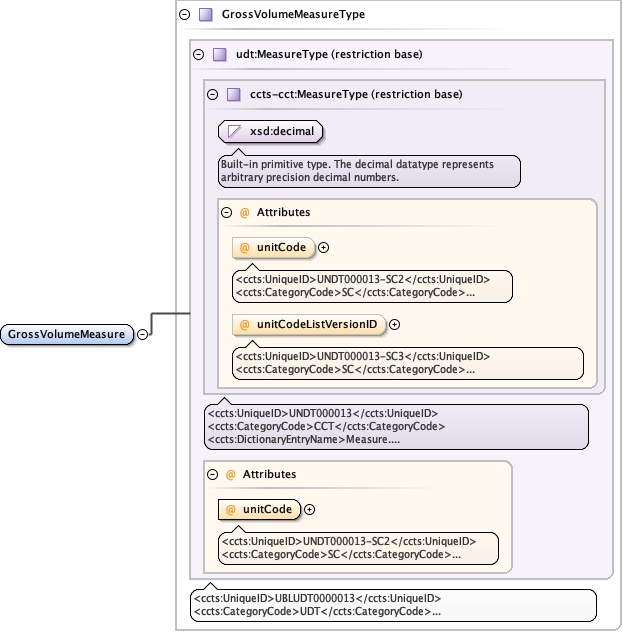 GrossVolumeMeasureType
udt:MeasureType (restriction base)
ccts-cct:MeasureType (restriction base)
xsd:decimal
Built-in primitive type. The decimal datatype represents
arbitrary precision decimal numbers.
@ Attributes
@ unitCode
<ccts:UniqueID>UNDT000013-SC2</ccts:UniqueID>
<ccts:CategoryCode>SC</ccts:CategoryCode>...
@ unitCodeListVersionID
<ccts:UniqueID>UNDT000013-SC3</ccts:UniqueID>
<ccts:CategoryCode>SC</ccts:CategoryCode>...
GrossVolumeMeasure
<ccts:UniqueID>UNDT000013</ccts:UniqueID>
<ccts:CategoryCode>CCT</ccts:CategoryCode>
<ccts:DictionaryEntryName>Measure....
@ Attributes
@ unitCode
<ccts:UniqueID>UNDT000013-SC2</ccts:UniqueID>
<ccts:CategoryCode>SC</ccts:CategoryCode>...
<ccts:UniqueID>UBLUDT0000013</ccts:UniqueID>
<ccts:CategoryCode>UDT</ccts:CategoryCode>...